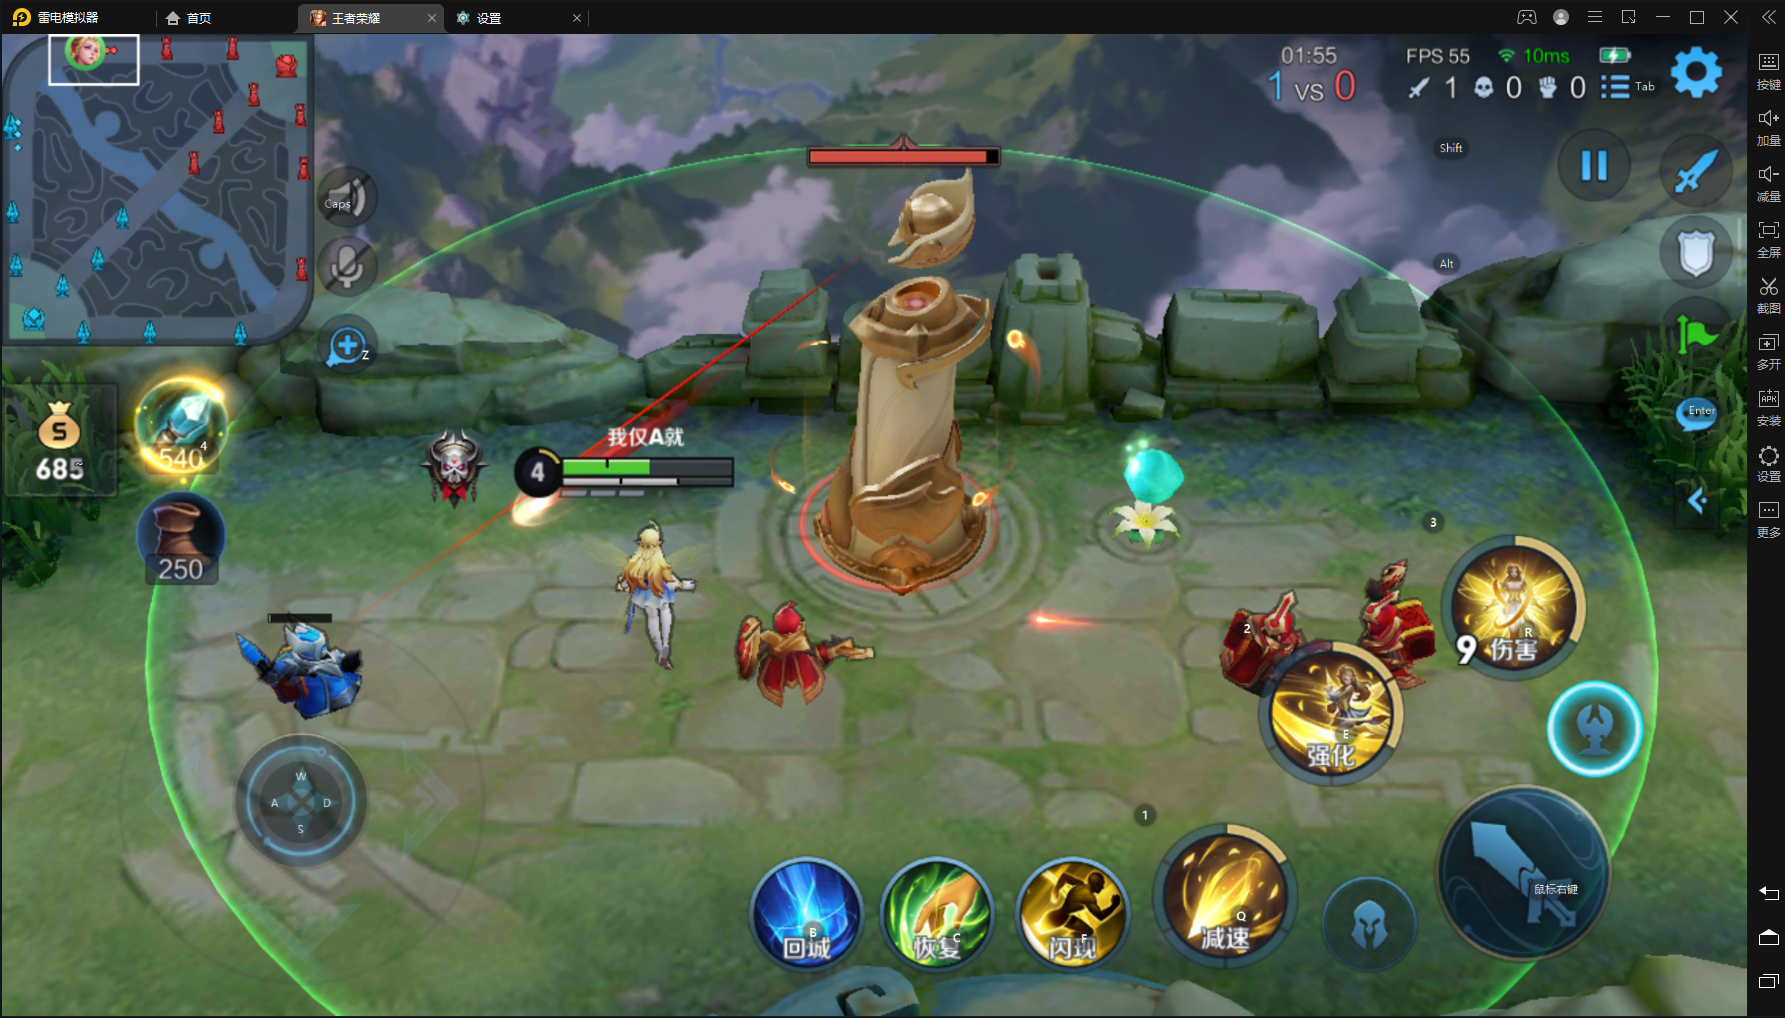 雷电模拟器
首页
王者荣耀
设置
01:55
1 VS 0
FPS 55
10ms
1 0 0
Tab
Shift
Caps
Alt
Z
Enter
685
4
540
250
4
我仅A就
3
2
9
R
伤害
E
强化
W
A
D
S
1
B
回城
C
恢复
F
闪现
Q
减速
鼠标右键
按键
加量
减量
全屏
截图
多开
APK
安装
设置
更多